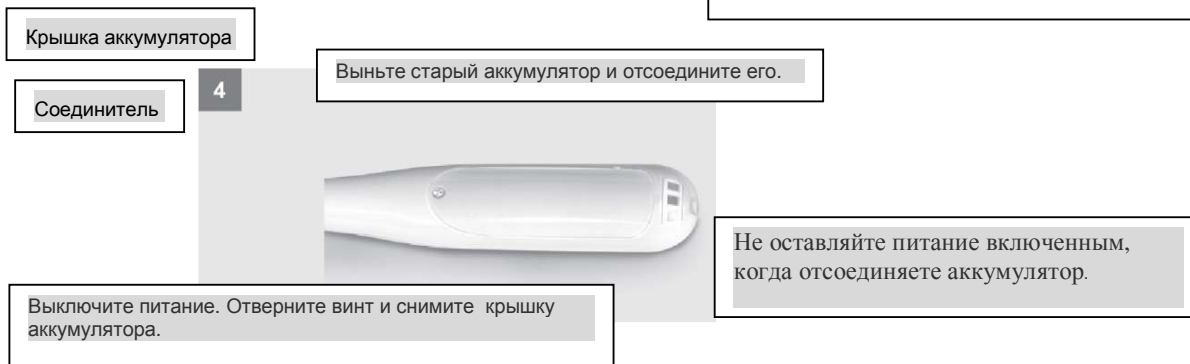 Крышка аккумулятора
Выньте старый аккумулятор и отсоедините его.
Соединитель
4
Не оставляйте питание включенным,
когда отсоединяете аккумулятор.
Выключите питание. Отверните винт и снимите крышку
аккумулятора.